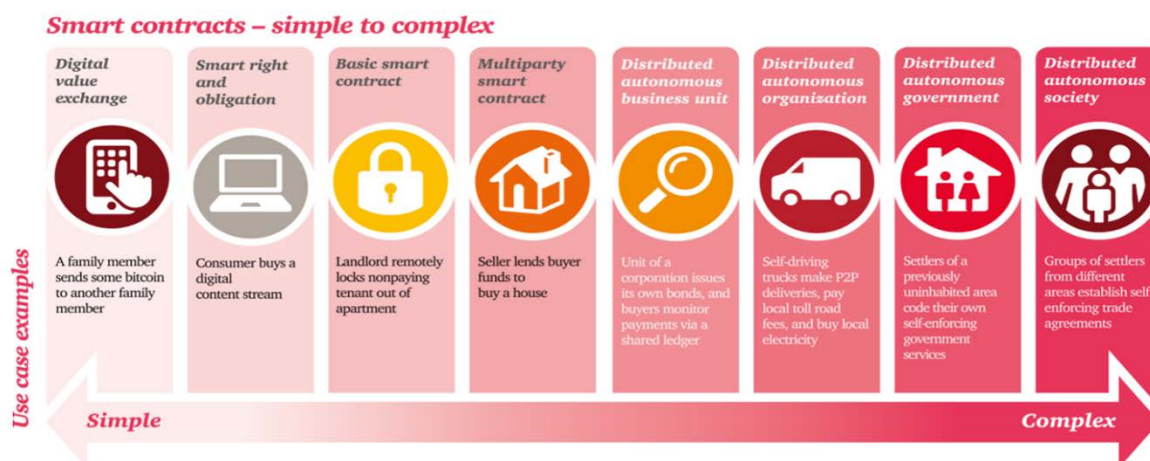 Smart contracts – simple to complex
Digital
value
exchange
A family member
sends some bitcoin
to another family
member
Smart right
and
obligation
Consumer buys a
digital
content stream
Basic smart
contract
Landlord remotely
locks nonpaying
tenant out of
apartment
Multiparty
smart
contract
Seller lends buyer
funds to
buy a house
Distributed
autonomous
business unit
Unit of a
corporation issues
its own bonds, and
buyers monitor
payments via a
shared ledger
Distributed
autonomous
organization
Self-driving
trucks make P2P
deliveries, pay
local toll road
fees, and buy local
electricity
Distributed
autonomous
government
Settlers of a
previously
uninhabited area
code their own
self-enforcing
government
services
Distributed
autonomous
society
Groups of settlers
from different
areas establish self-
enforcing trade
agreements
Use case examples
Simple
Complex